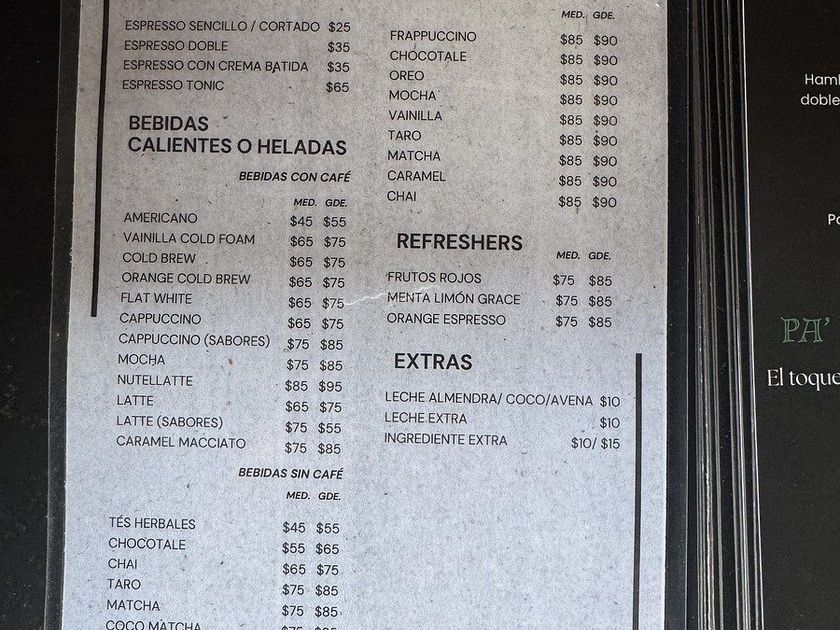 ESPRESSO SENCILLO / CORTADO $25
ESPRESSO DOBLE $35
ESPRESSO CON CREMA BATIDA $35
ESPRESSO TONIC $65
BEBIDAS
CALIENTES O HELADAS
BEBIDAS CON CAFÉ
MED. GDE.
AMERICANO $45 $55
VAINILLA COLD FOAM $65 $75
COLD BREW $65 $75
ORANGE COLD BREW $65 $75
FLAT WHITE $65 $75
CAPPUCCINO $65 $75
CAPPUCCINO (SABORES) $75 $85
MOCHA $75 $85
NUTELLATTE $85 $95
LATTE $65 $75
LATTE (SABORES) $75 $55
CARAMEL MACCIATO $75 $85
BEBIDAS SIN CAFÉ
MED. GDE.
TÉS HERBALES $45 $55
CHOCOTALE $55 $65
CHAI $65 $75
TARO $75 $85
MATCHA $75 $85
COCO MATCHA
MED. GDE.
FRAPPUCCINO $85 $90
CHOCOTALE $85 $90
OREO $85 $90
MOCHA $85 $90
VAINILLA $85 $90
TARO $85 $90
MATCHA $85 $90
CARAMEL $85 $90
CHAI $85 $90
REFRESHERS
MED. GDE.
FRUTOS ROJOS $75 $85
MENTA LIMÓN GRACE $75 $85
ORANGE ESPRESSO $75 $85
EXTRAS
LECHE ALMENDRA/ COCO/AVENA $10
LECHE EXTRA $10
INGREDIENTE EXTRA $10/ $15
doble
PA'
El toque